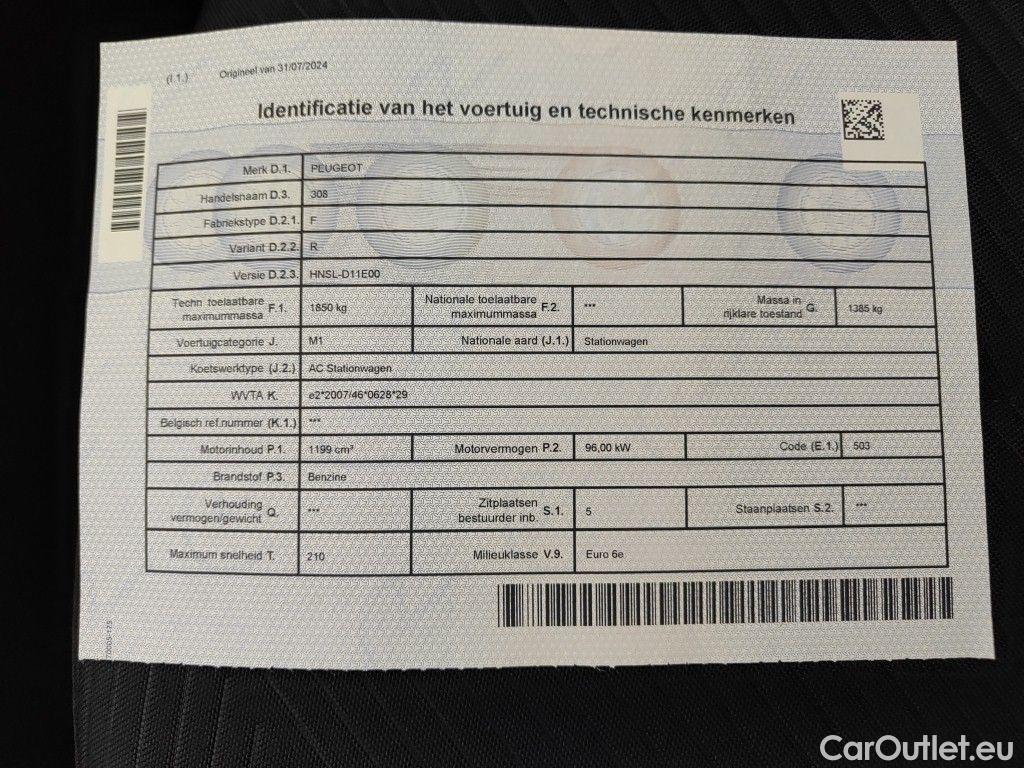 (I.1.) Origineel van 31/07/2024
Identificatie van het voertuig en technische kenmerken
Merk D.1. PEUGEOT
Handelsnaam D.3. 308
Fabriekstype D.2.1. F
Variant D.2.2. R
Versie D.2.3. HNSL-D11E00
Techn toelaatbare maximummassa F.1. 1850 kg Nationale toelaatbare maximummassa F.2. *** Massa in rijklare toestand G. 1385 kg
Voertuigcategorie J. M1 Nationale aard (J.1.) Stationwagen
Koetswerktype (J.2.) AC Stationwagen
WVTA K. e2*2007/46*0628*29
Belgisch ref.nummer (K.1.) ***
Motorinhoud P.1. 1199 cm³ Motorvermogen P.2. 96,00 kW Code (E.1.) 503
Brandstof P.3. Benzine
Verhouding vermogen/gewicht Q. *** Zitplaatsen bestuurder inb. S.1. 5 Staanplaatsen S.2. ***
Maximum snelheid T. 210 Milieuklasse V.9. Euro 6e
CarOutlet.eu